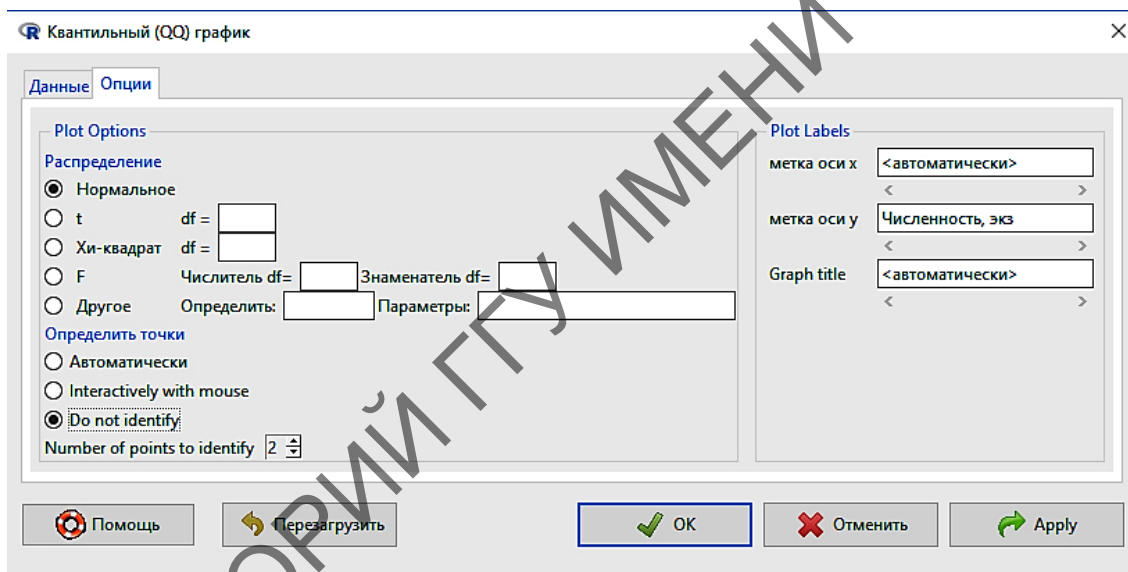 Квантильный (QQ) график
Данные Опции
Plot Options
Распределение
Нормальное
t df =
Хи-квадрат df =
F Числитель df= Знаменатель df=
Другое Определить: Параметры:
Определить точки
Автоматически
Interactively with mouse
Do not identify
Number of points to identify 2
Plot Labels
метка оси x <автоматически>
метка оси y Численность, экз
Graph title <автоматически>
Помощь Перезагрузить OK Отменить Apply
ОРИЙ ГГУ ИМЕНИ